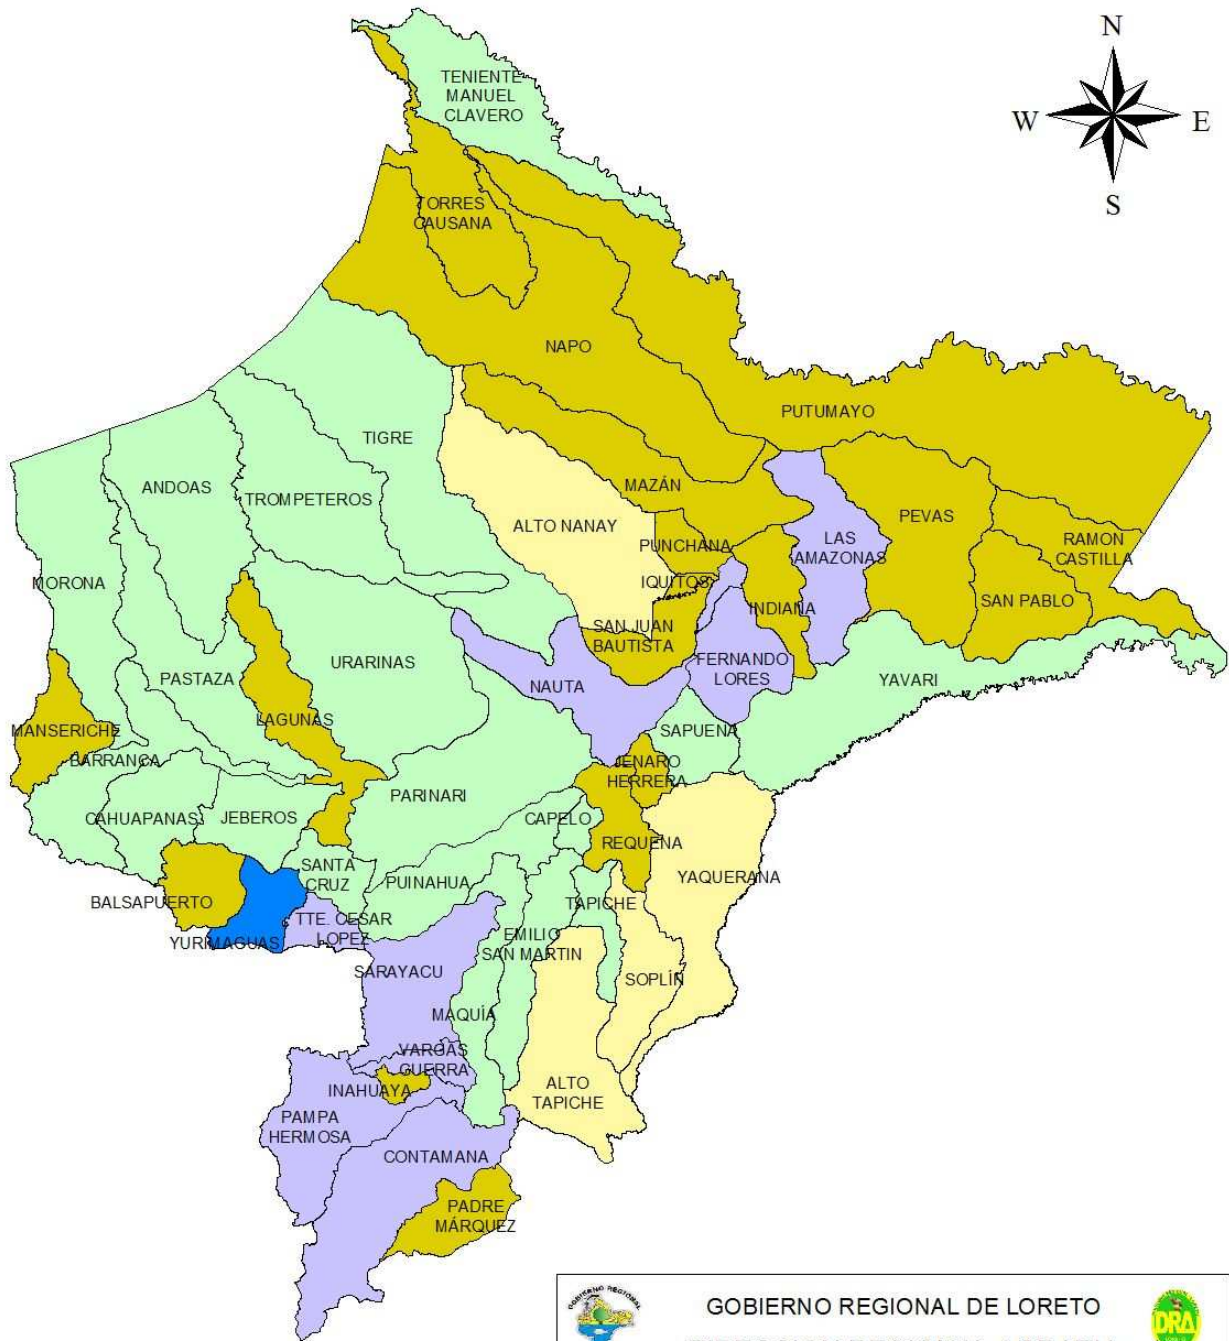 N
W
E
S
TENIENTE
MANUEL
CLAVERO
TORRES
CAUSANA
NAPO
PUTUMAYO
TIGRE
ANDOAS
TROMPETEROS
MAZÁN
ALTO NANAY
PUNCHANA
LAS
AMAZONAS
PEVAS
RAMON
CASTILLA
IQUITOS
MORONA
INDIANA
SAN PABLO
SAN JUAN
BAUTISTA
URARINAS
FERNANDO
LORES
PASTAZA
NAUTA
YAVARI
LAGUNAS
MANSERICHE
SAPUENA
BARRANCA
JENARO
HERRERA
PARINARI
CAHUAPANAS
JEBEROS
CAPELO
REQUENA
SANTA
CRUZ
PUINAHUA
YAQUERANA
BALSAPUERTO
TAPICHE
TTE. CESAR
LOPEZ
YURIMAGUAS
EMILIO
SAN MARTIN
SARAYACU
SOPLÍN
MAQUÍA
VARGAS
GUERRA
INAHUAYA
ALTO
TAPICHE
PAMPA
HERMOSA
CONTAMANA
PADRE
MÁRQUEZ
GOBIERNO REGIONAL
GOBIERNO REGIONAL DE LORETO
DRA